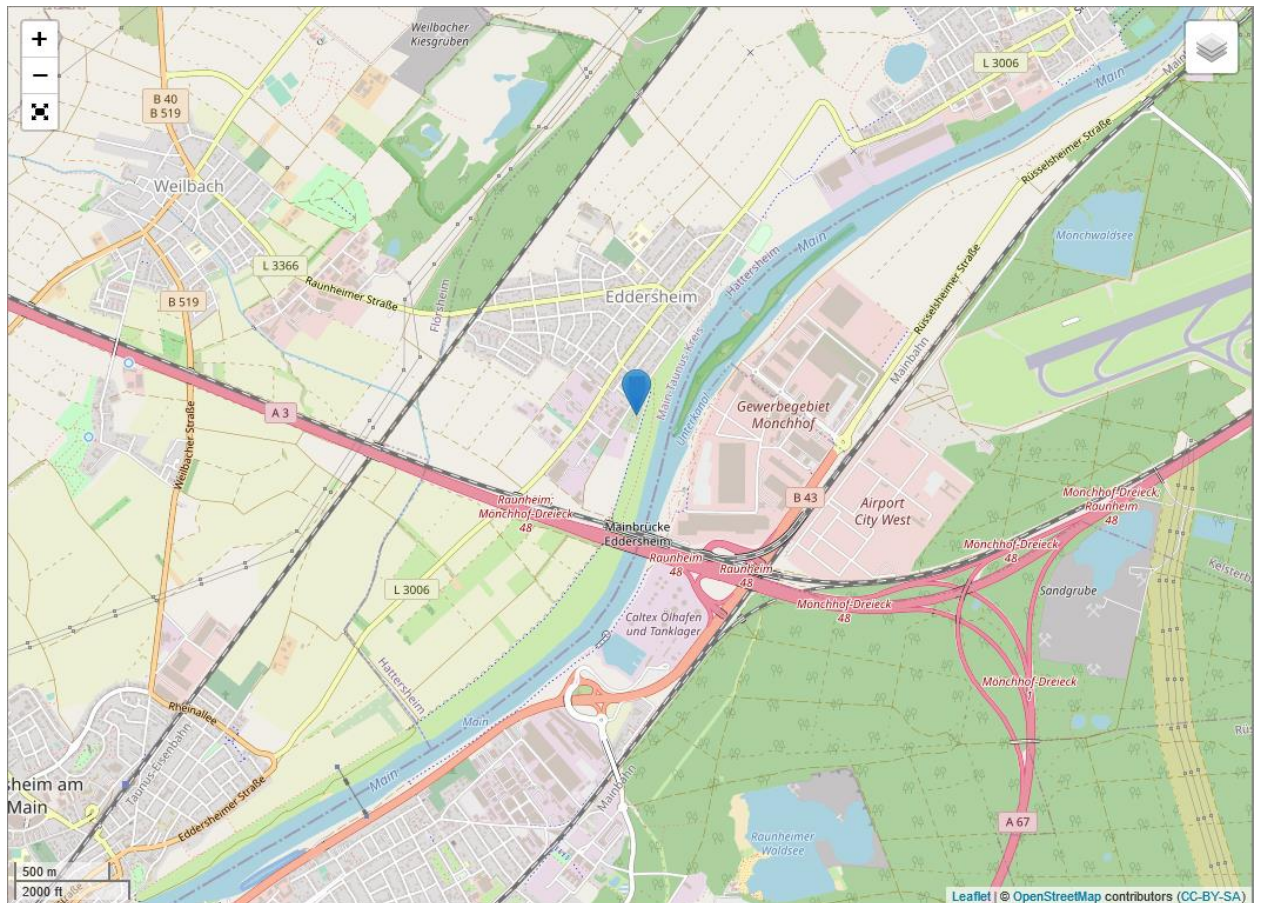 +
−
Weilbacher
Kiesgruben
L 3006
Main
B 40
B 519
Rüsselsheimer Straße
Weilbach
Mönchwaldsee
L 3366
Raunheimer Straße
Flörsheim
Eddersheim
Hattersheim
Main
Rüsselsheimer Straße
B 519
Main-Taunus-Kreis
Mainbahn
Unterkanal
A 3
Gewerbegebiet
Mönchhof
Weilbacher Straße
B 43
Airport
City West
Raunheim;
Mönchhof-Dreieck
48
Mönchhof-Dreieck;
Raunheim
48
Mainbrücke
Eddersheim
Raunheim
48
Raunheim
48
Mönchhof-Dreieck
48
Mönchhof-Dreieck
48
Sandgrube
Kelsterb
L 3006
Caltex Ölhafen
und Tanklager
Hattersheim
Mönchhof-Dreieck
1
Rheinallee
Main
Taunus-Eisenbahn
Rüs
sheim am
Main
Main
Mainbahn
Eddersheimer Straße
A 67
Raunheimer
Waldsee
500 m
2000 ft
Leaflet | © OpenStreetMap contributors (CC-BY-SA)